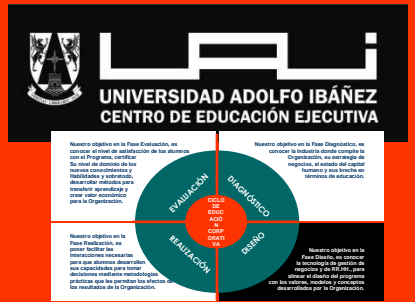 UNIVERSIDAD ADOLFO IBÁÑEZ
CENTRO DE EDUCACIÓN EJECUTIVA
Nuestro objetivo en la Fase Evaluación, es
conocer el nivel de satisfacción de los alumnos
con el Programa, certificar
Su nivel de dominio de los
nuevos conocimientos y
Habilidades y sobretodo,
desarrollar métodos para
transferir aprendizaje y
crear valor económico
para la Organización.
Nuestro objetivo en la Fase Diagnóstico, es
conocer la industria donde compite la
Organización, su estrategia de
negocios, el estado del capital
humano y sus brecha en
términos de educación.
EVALUACIÓN
DIAGNÓSTICO
CICLO
DE
EDUC
ACIÓ
N
CORP
ORATI
VA
REALIZACIÓN
DISEÑO
Nuestro objetivo en la
Fase Realización, es
poner facilitar las
interacciones necesarias
para que alumnos desarrollen
sus capacidades para tomar
decisiones mediante metodologías
prácticas que les permitan los efectos de
los resultados de la Organización.
Nuestro objetivo en la
Fase Diseño, es conocer
la tecnología de gestión de
negocios y de RR.HH., para
alinear el diseño del programa
con los valores, modelos y conceptos
desarrollados por la Organización.